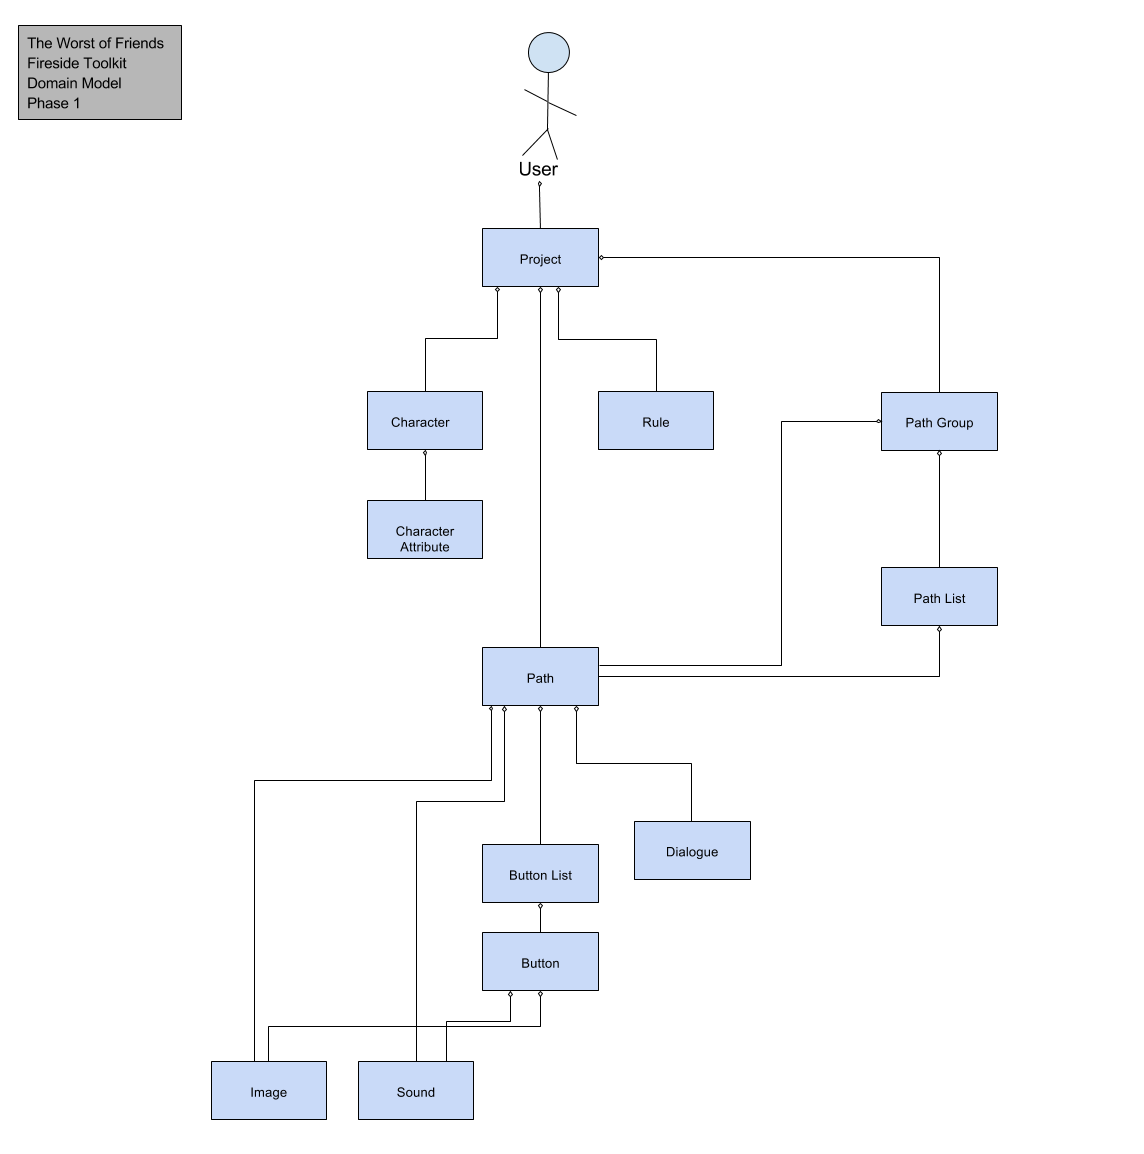 The Worst of Friends
Fireside Toolkit
Domain Model
Phase 1
User
Project
Character
Rule
Path Group
Character
Attribute
Path List
Path
Dialogue
Button List
Button
Image
Sound